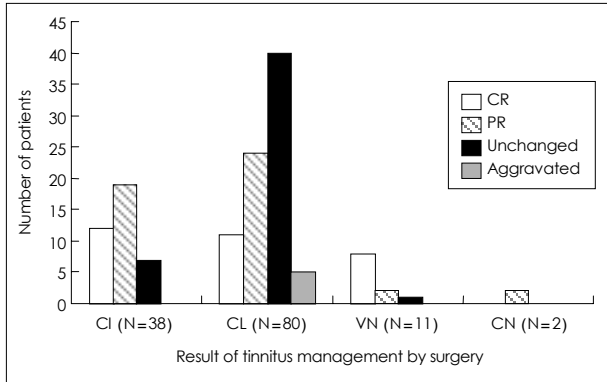 45
40
35
30
25
20
15
10
5
0
Number of patients
CR
PR
Unchanged
Aggravated
CI (N=38) CL (N=80) VN (N=11) CN (N=2)
Result of tinnitus management by surgery